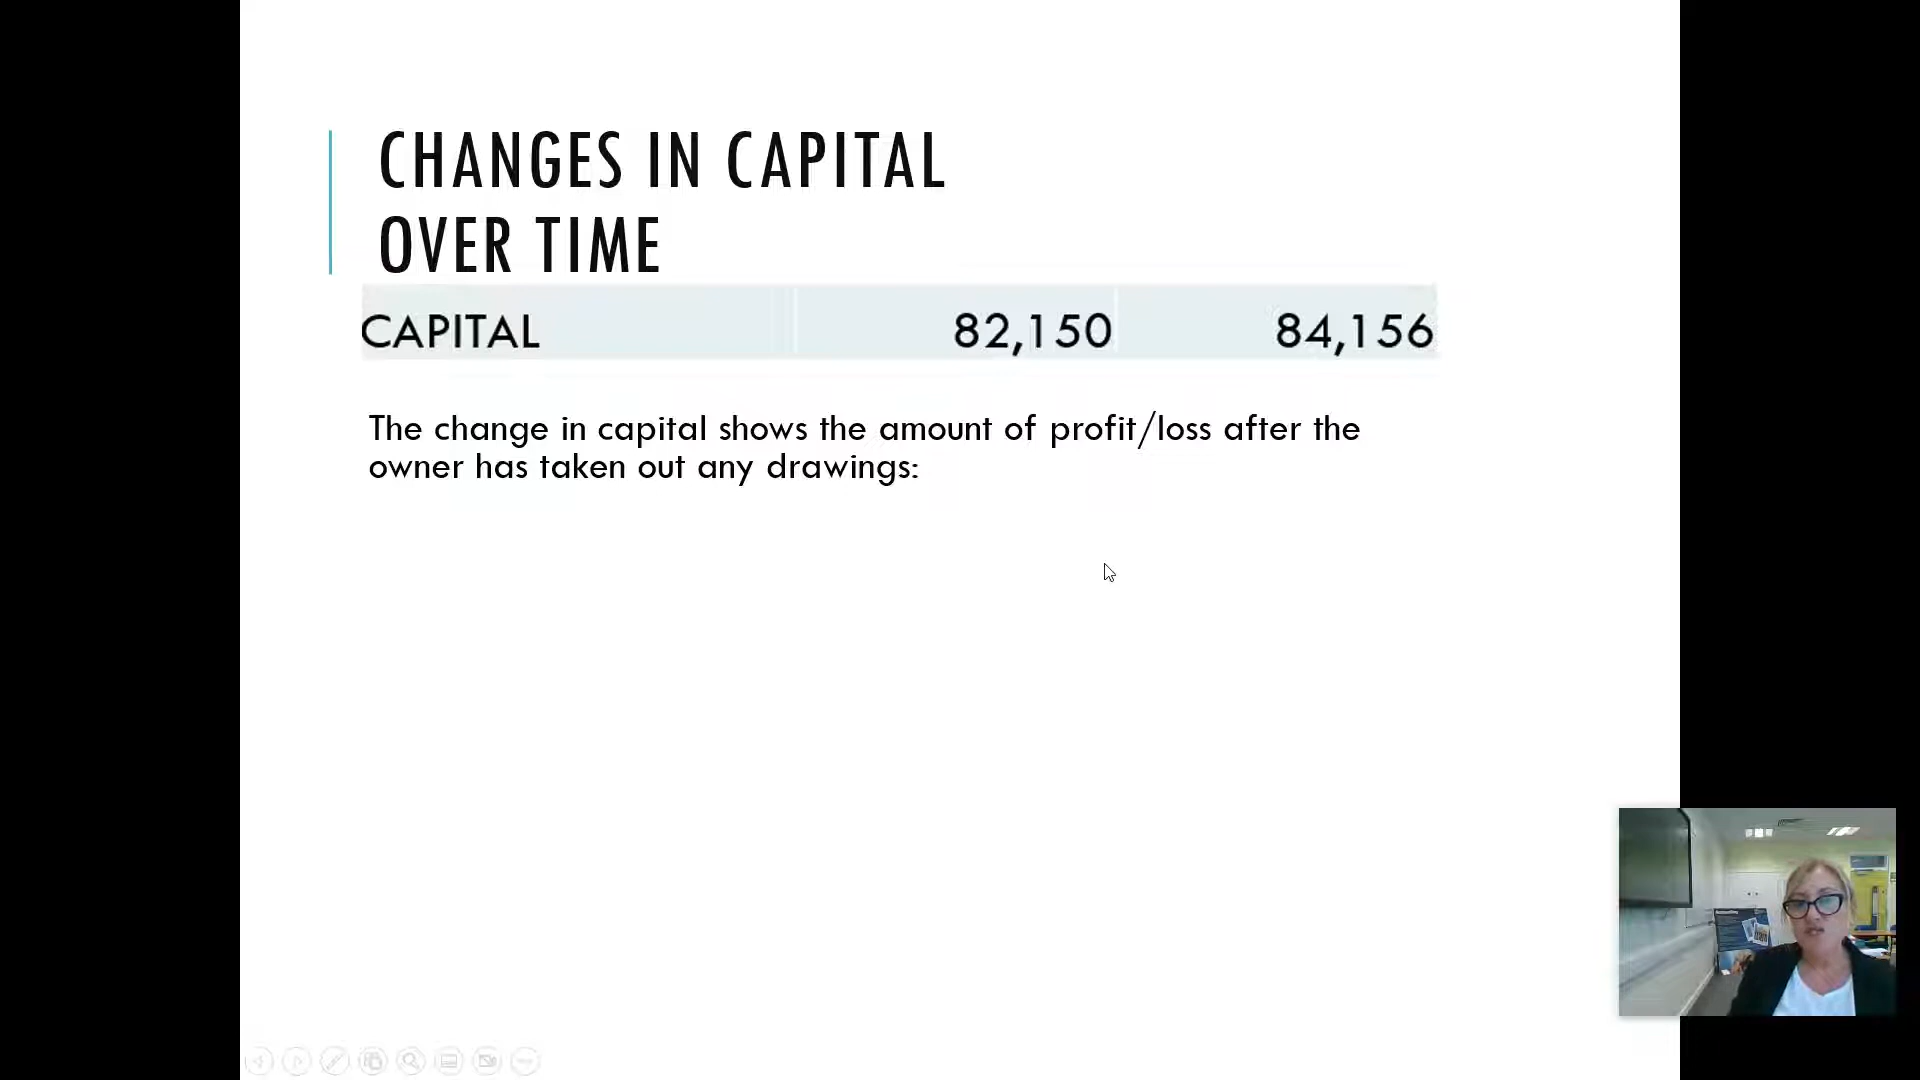 CHANGES IN CAPITAL
OVER TIME
CAPITAL 82,150 84,156
The change in capital shows the amount of profit/loss after the
owner has taken out any drawings: